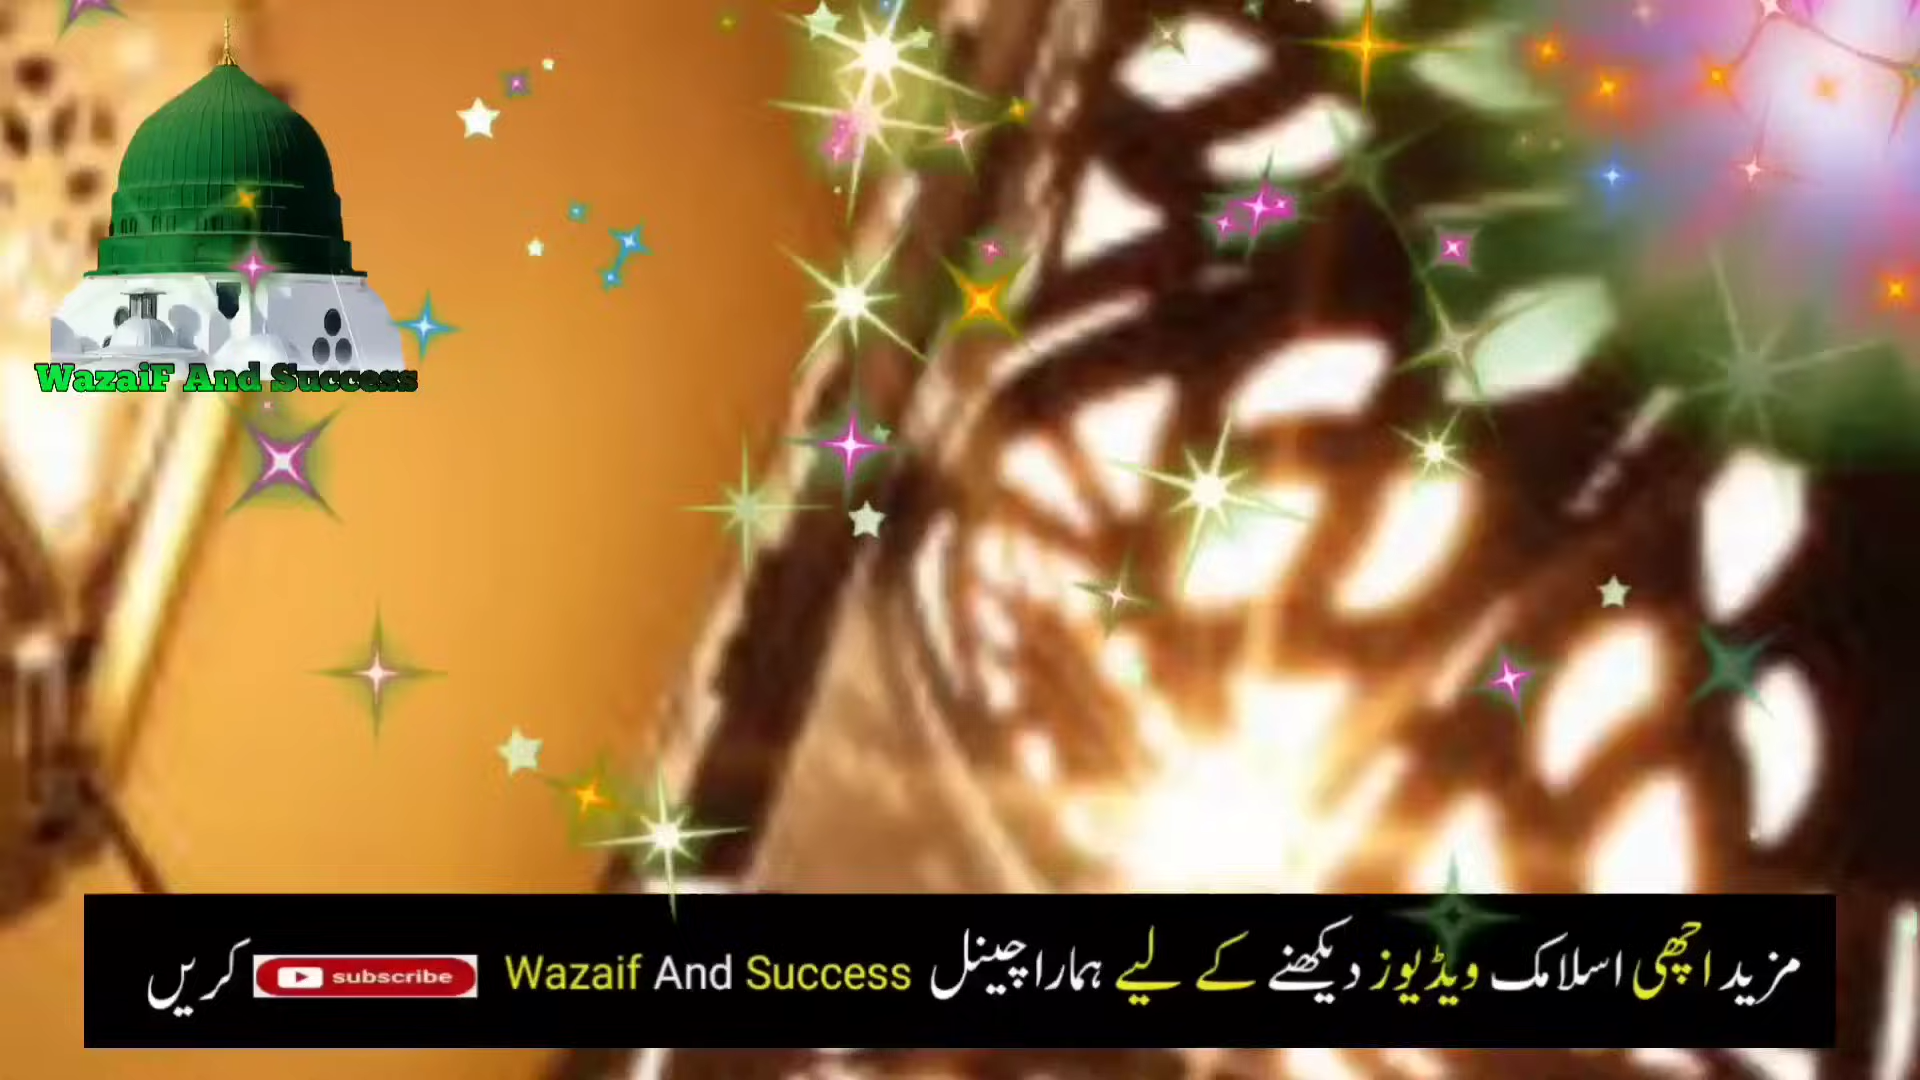 WazaiF And Success
مزید اچھی اسلامک ویڈیوز دیکھنے کے لیے ہمارا چینل Wazaif And Success subscribe کریں